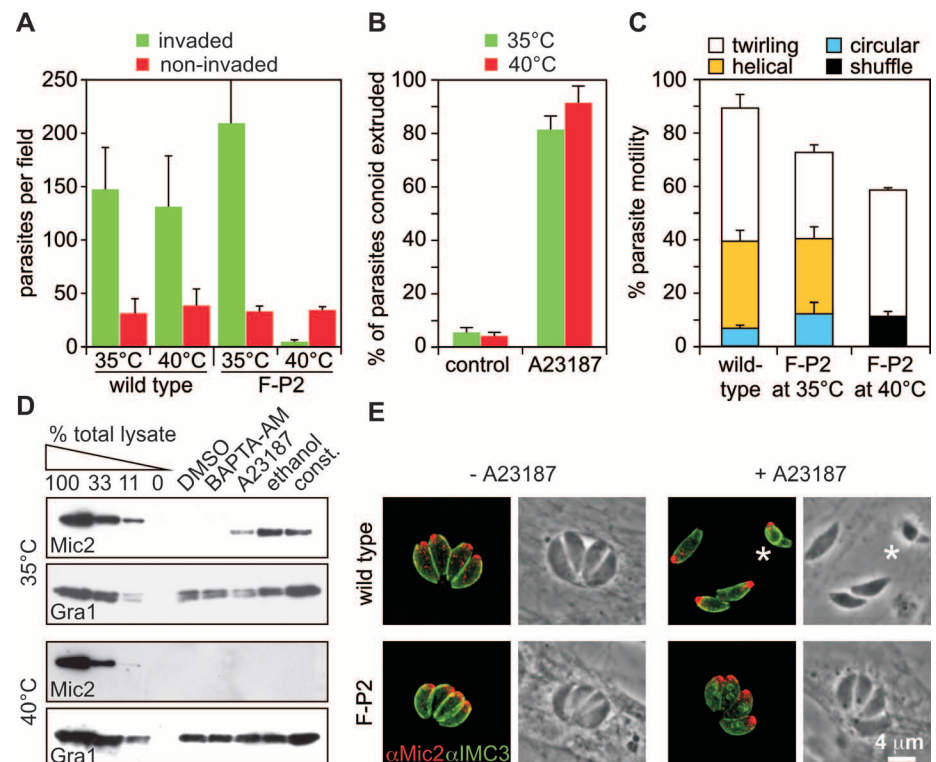 A
invaded
non-invaded
parasites per field
250
200
150
100
50
0
35°C 40°C 35°C 40°C
wild type F-P2
B
35°C
40°C
% of parasites conoid extruded
100
80
60
40
20
0
control A23187
C
twirling circular
helical shuffle
% parasite motility
100
80
60
40
20
0
wild-type F-P2 at 35°C F-P2 at 40°C
D
% total lysate
100 33 11 0 DMSO BAPTA-AM A23187 ethanol const.
35°C
Mic2
Gra1
40°C
Mic2
Gra1
E
- A23187 + A23187
wild type
* *
F-P2
αMic2αIMC3
4 μm